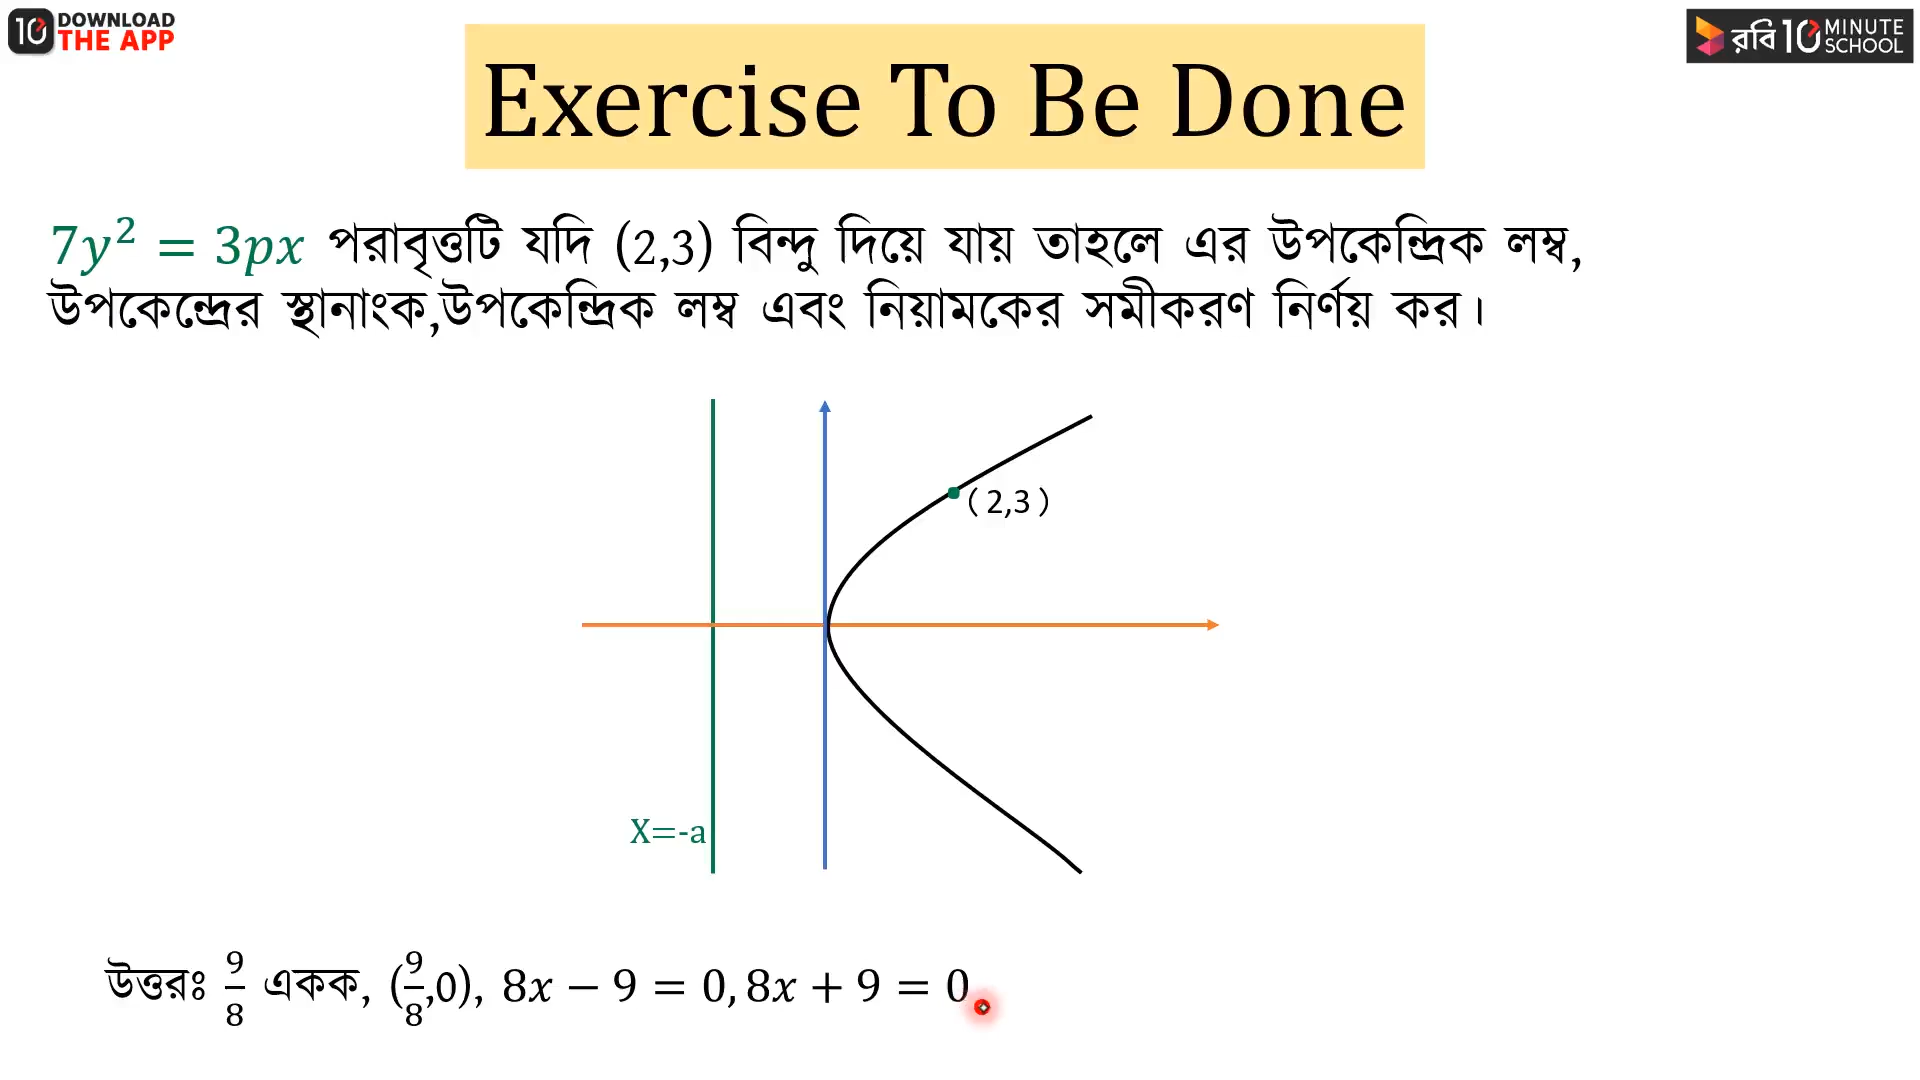 DOWNLOAD
THE APP
রবি 10 MINUTE SCHOOL
Exercise To Be Done
7y² = 3px পরাবৃত্তটি যদি (2,3) বিন্দু দিয়ে যায় তাহলে এর উপকেন্দ্রিক লম্ব,
উপকেন্দ্রের স্থানাংক,উপকেন্দ্রিক লম্ব এবং নিয়ামকের সমীকরণ নির্ণয় কর।
( 2,3 )
X=-a
উত্তরঃ 9/8 একক, (9/8,0), 8x − 9 = 0, 8x + 9 = 0